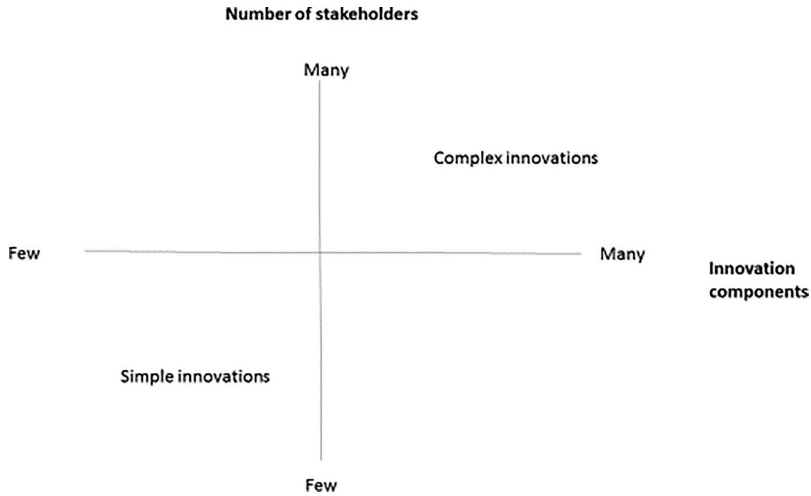 Number of stakeholders
Many
Complex innovations
Few
Many
Innovation
components
Simple innovations
Few